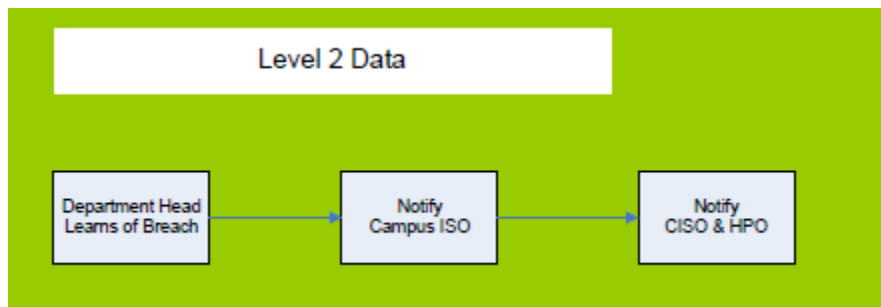 Level 2 Data
Department Head
Learns of Breach
Notify
Campus ISO
Notify
CISO & HPO